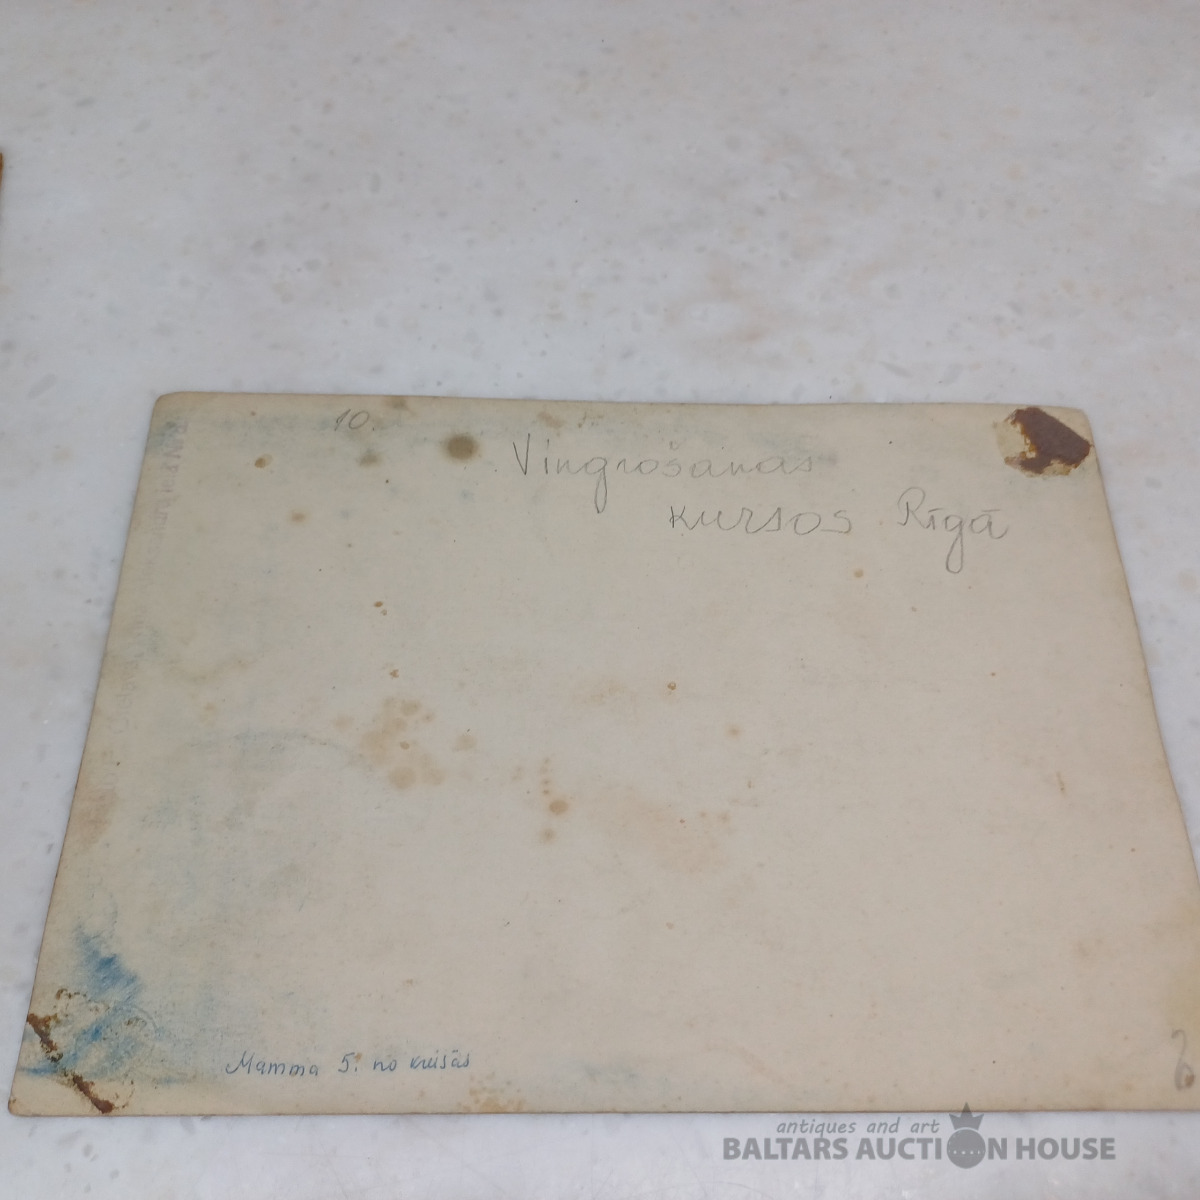 10.
Vingrošanas
kursos Rīgā
Mamma 5. no kreisās
antiques and art
BALTARS AUCTION HOUSE